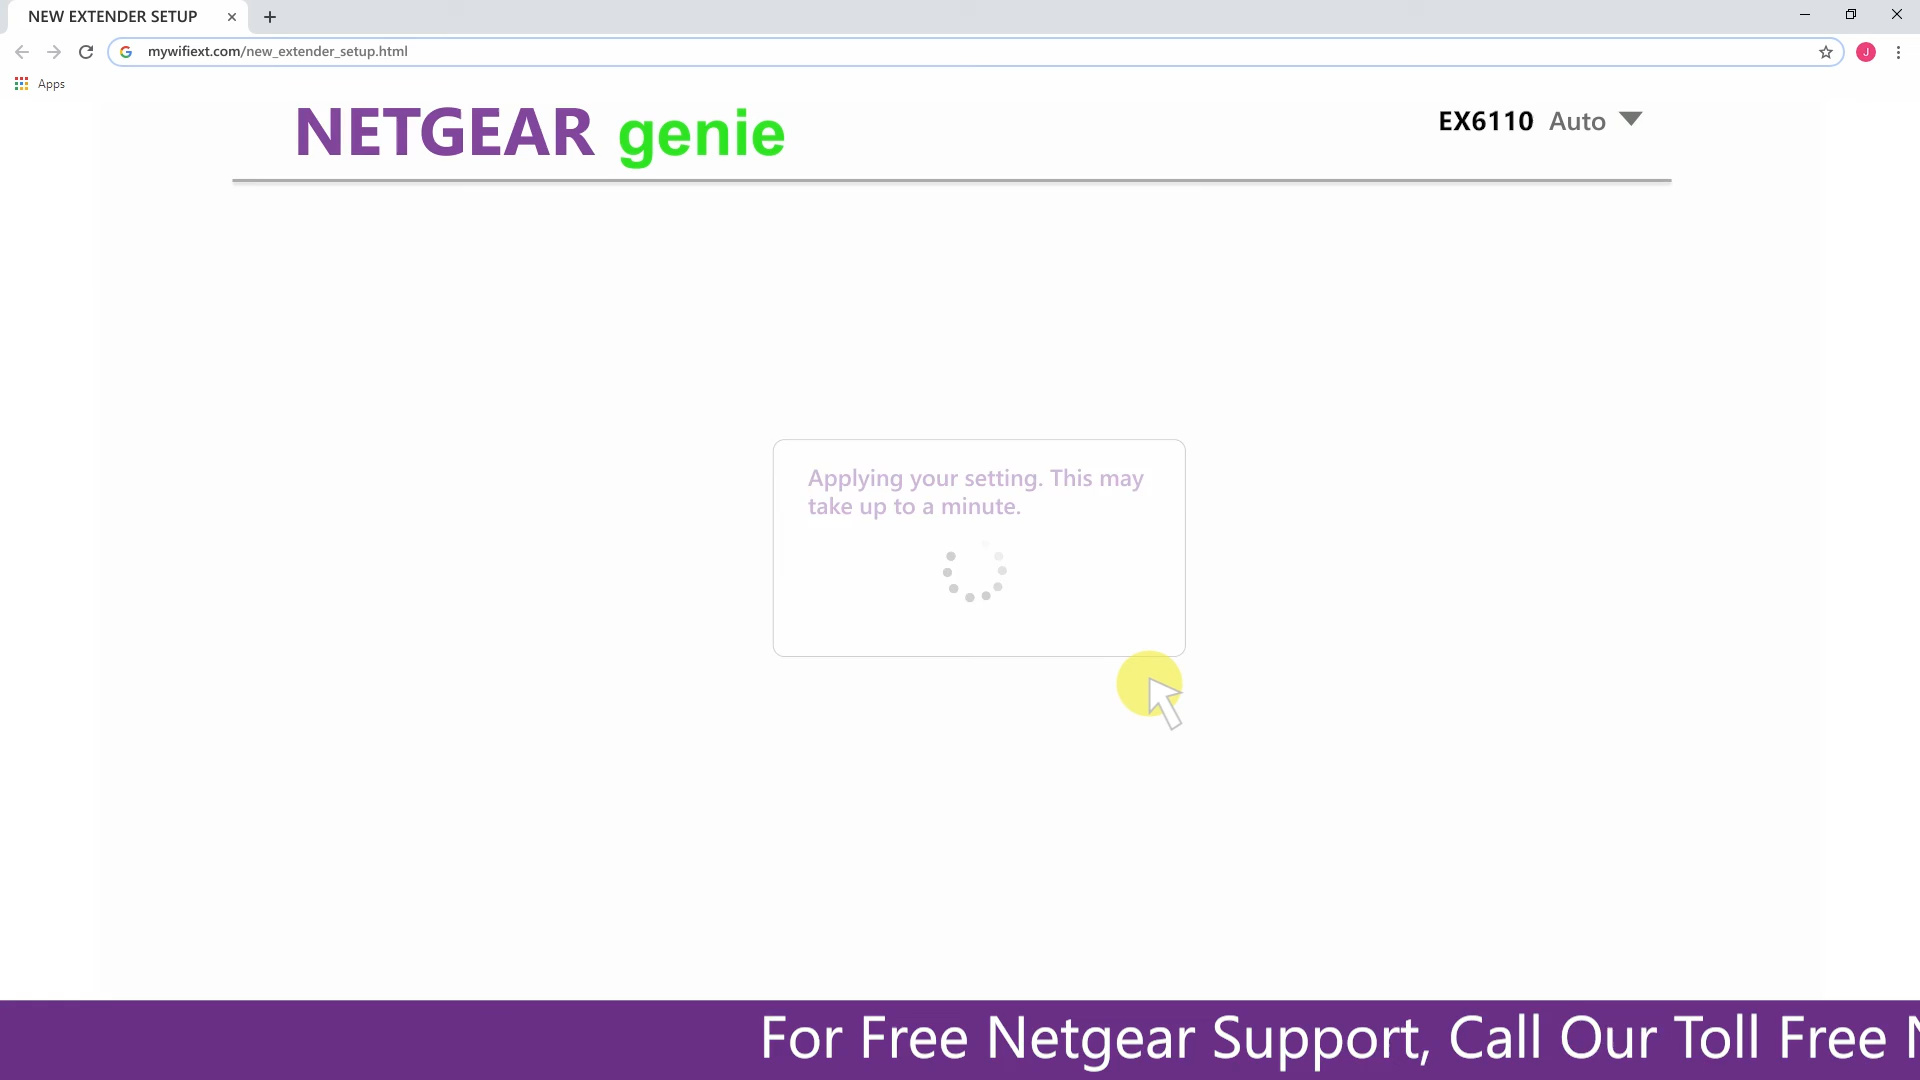 NEW EXTENDER SETUP
mywifiext.com/new_extender_setup.html
J
Apps
NETGEAR genie
EX6110 Auto
Applying your setting. This may
take up to a minute.
For Free Netgear Support, Call Our Toll Free